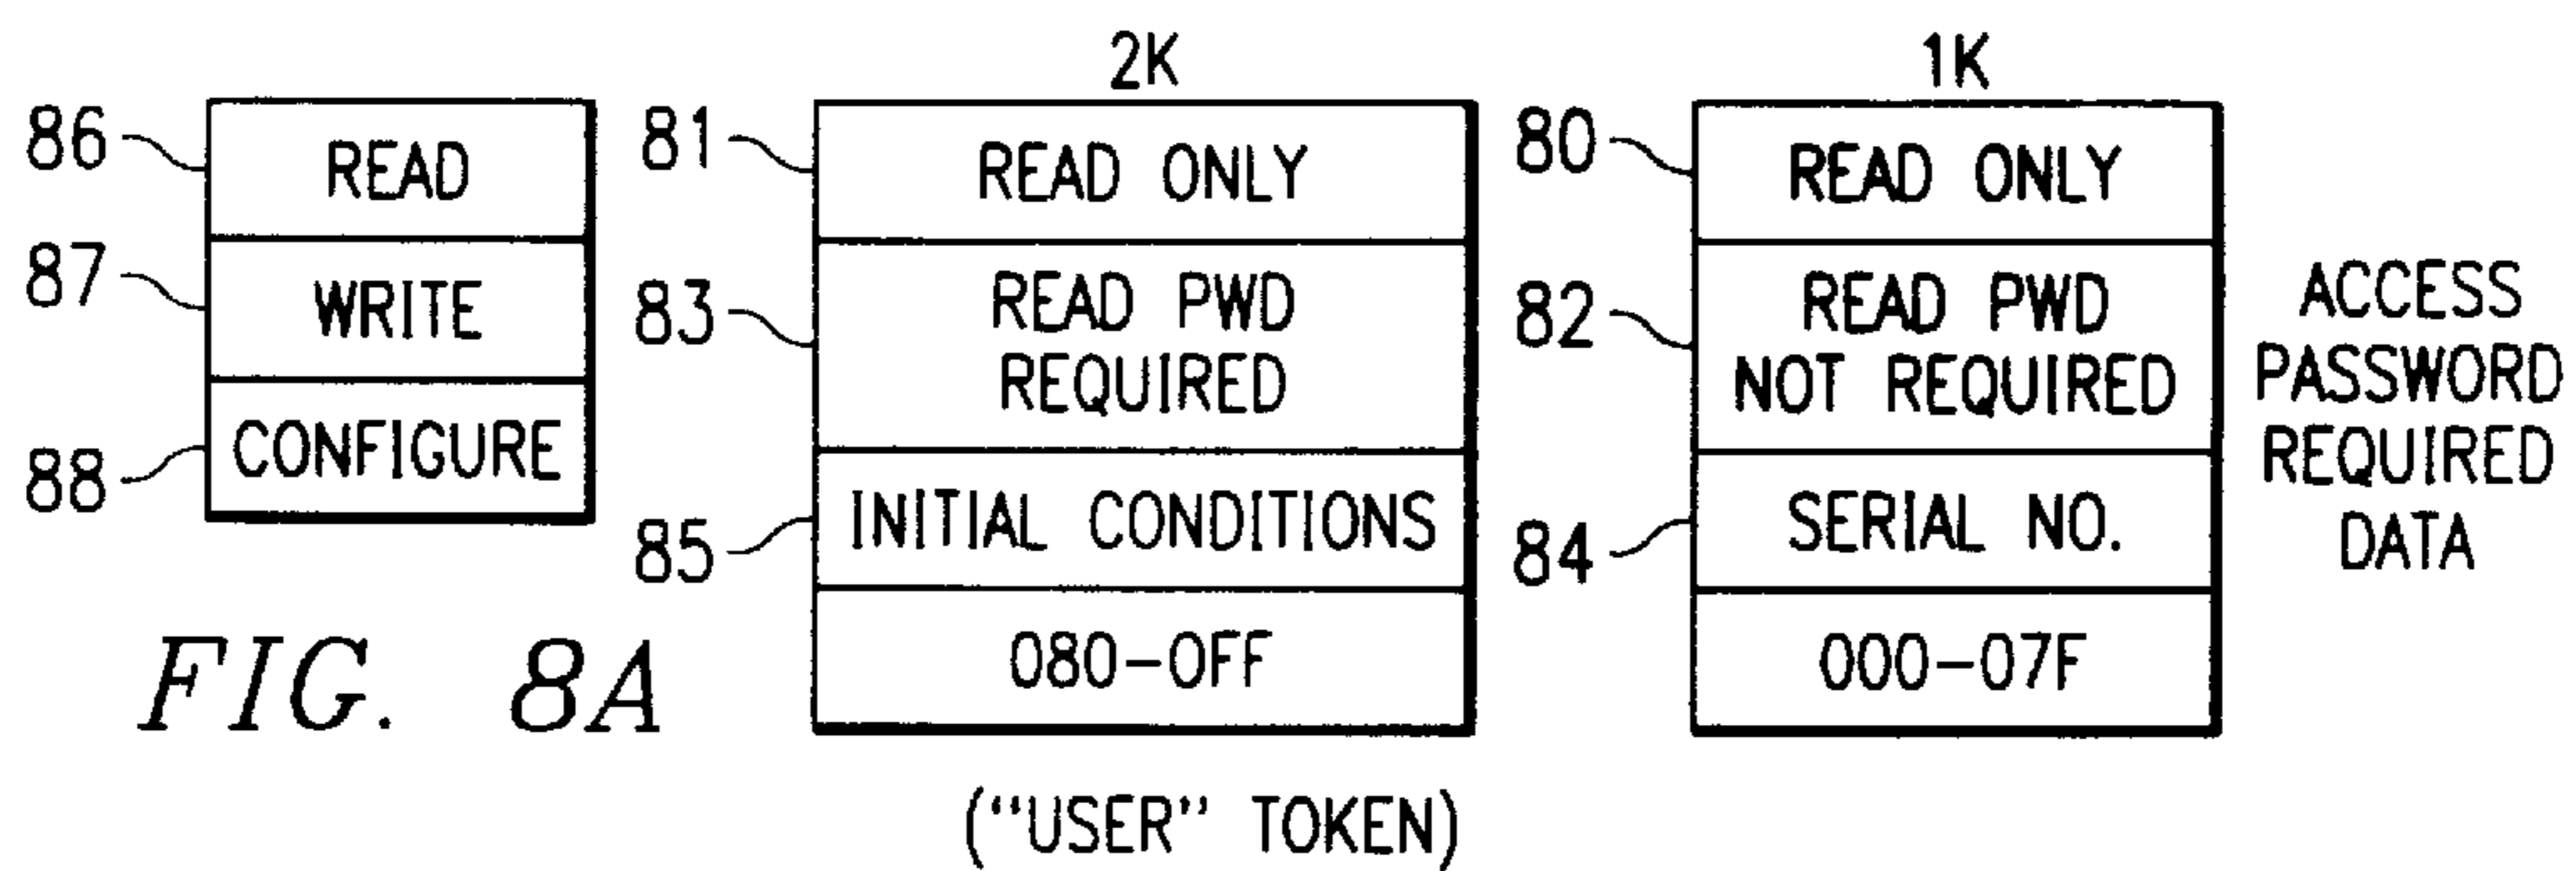 86
READ
87
WRITE
88
CONFIGURE
FIG. 8A
2K
81
READ ONLY
83
READ PWD
REQUIRED
85
INITIAL CONDITIONS
080-0FF
("USER" TOKEN)
1K
80
READ ONLY
82
READ PWD
NOT REQUIRED
84
SERIAL NO.
000-07F
ACCESS
PASSWORD
REQUIRED
DATA